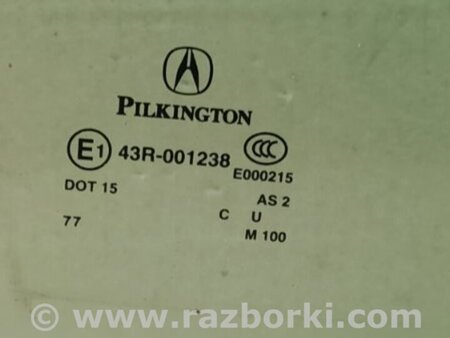 PILKINGTON
E1 43R-001238 CCC
E000215
DOT 15
AS 2
77 C U
M 100
© www.razborki.com